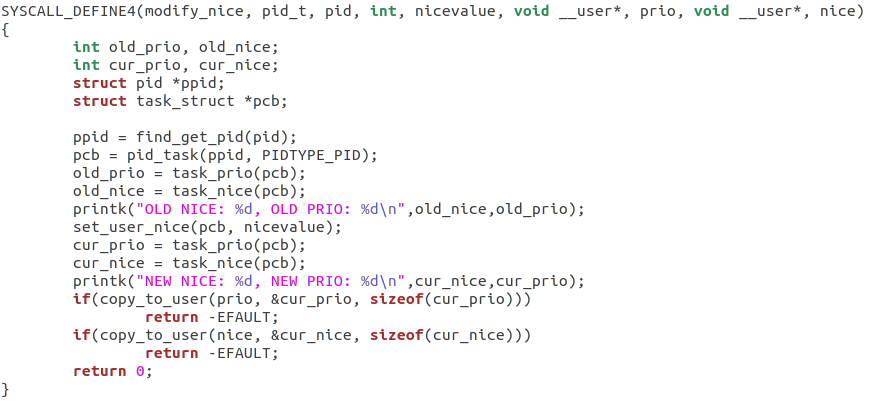 SYSCALL_DEFINE4(modify_nice, pid_t, pid, int, nicevalue, void __user*, prio, void __user*, nice)
{
        int old_prio, old_nice;
        int cur_prio, cur_nice;
        struct pid *ppid;
        struct task_struct *pcb;

        ppid = find_get_pid(pid);
        pcb = pid_task(ppid, PIDTYPE_PID);
        old_prio = task_prio(pcb);
        old_nice = task_nice(pcb);
        printk("OLD NICE: %d, OLD PRIO: %d\n",old_nice,old_prio);
        set_user_nice(pcb, nicevalue);
        cur_prio = task_prio(pcb);
        cur_nice = task_nice(pcb);
        printk("NEW NICE: %d, NEW PRIO: %d\n",cur_nice,cur_prio);
        if(copy_to_user(prio, &cur_prio, sizeof(cur_prio)))
                return -EFAULT;
        if(copy_to_user(nice, &cur_nice, sizeof(cur_nice)))
                return -EFAULT;
        return 0;
}